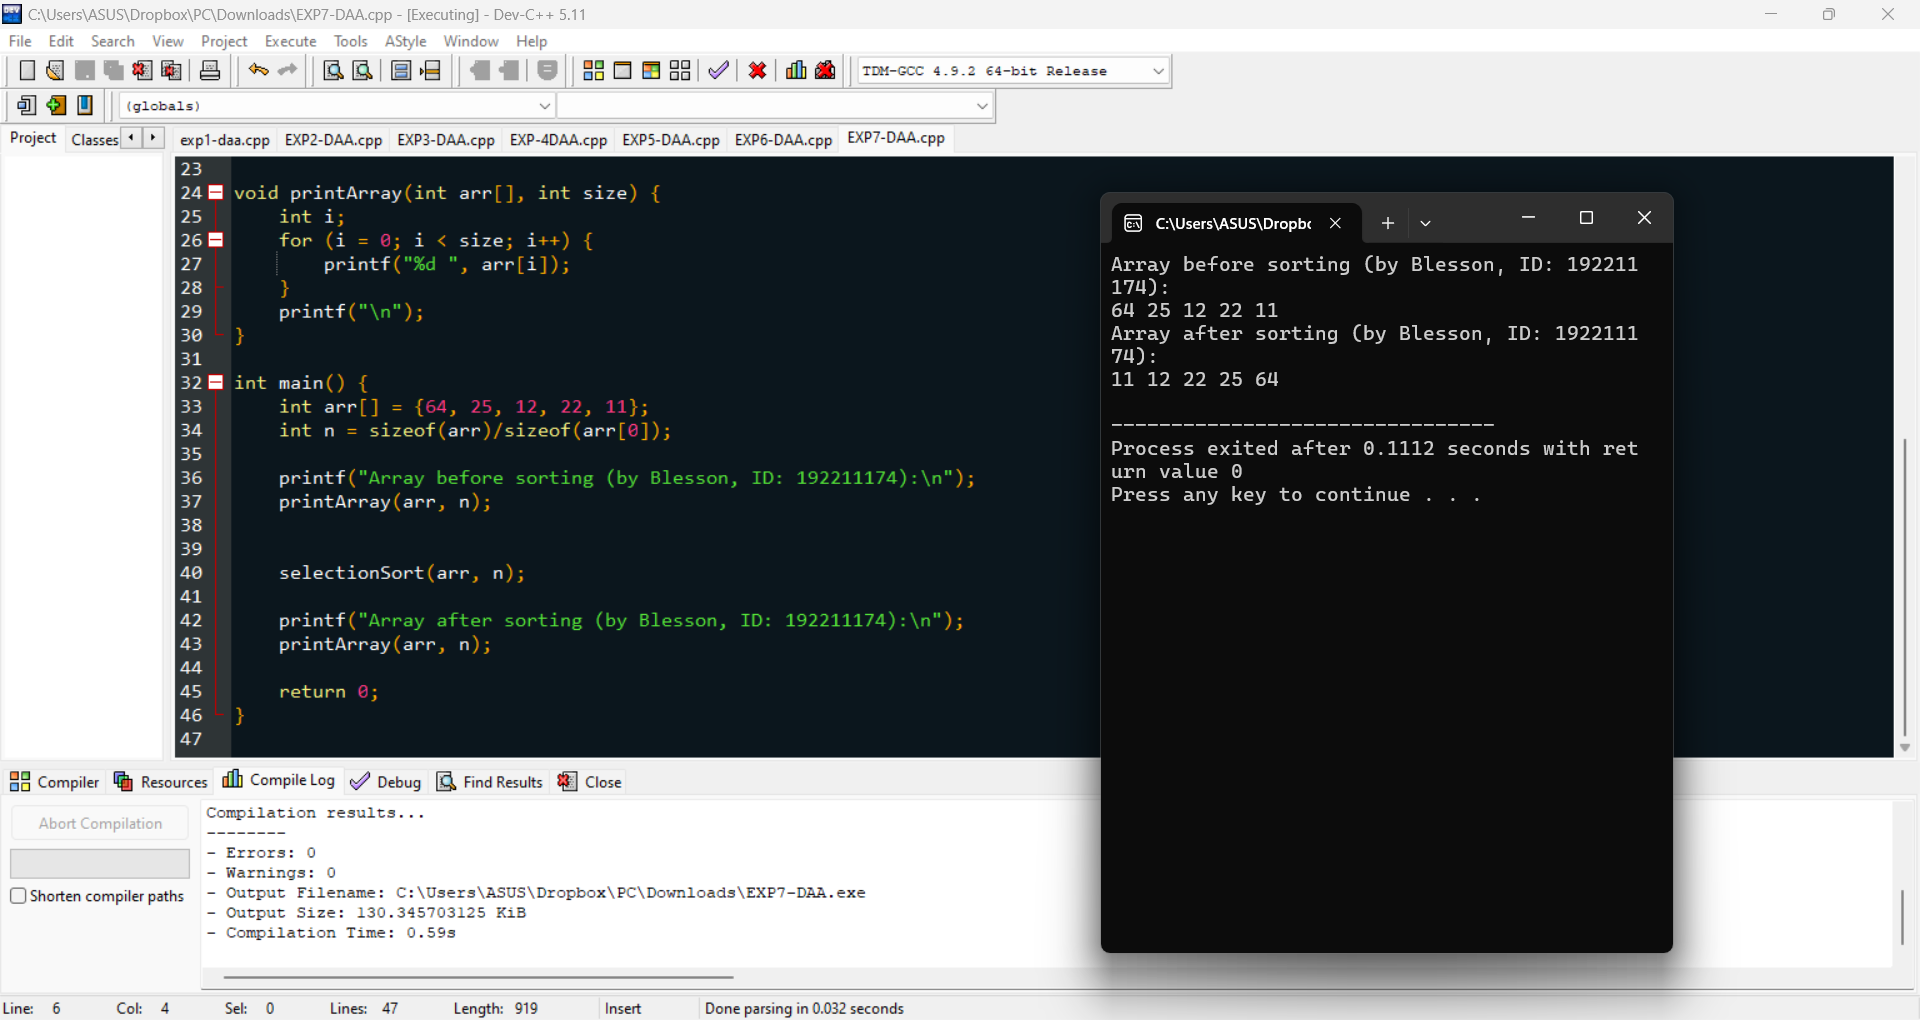 C:\Users\ASUS\Dropbox\PC\Downloads\EXP7-DAA.cpp - [Executing] - Dev-C++ 5.11
File Edit Search View Project Execute Tools AStyle Window Help
TDM-GCC 4.9.2 64-bit Release
(globals)
Project Classes exp1-daa.cpp EXP2-DAA.cpp EXP3-DAA.cpp EXP-4DAA.cpp EXP5-DAA.cpp EXP6-DAA.cpp EXP7-DAA.cpp
23
24 void printArray(int arr[], int size) {
25     int i;
26     for (i = 0; i < size; i++) {
27         printf("%d ", arr[i]);
28     }
29     printf("\n");
30 }
31
32 int main() {
33     int arr[] = {64, 25, 12, 22, 11};
34     int n = sizeof(arr)/sizeof(arr[0]);
35
36     printf("Array before sorting (by Blesson, ID: 192211174):\n");
37     printArray(arr, n);
38
39
40     selectionSort(arr, n);
41
42     printf("Array after sorting (by Blesson, ID: 192211174):\n");
43     printArray(arr, n);
44
45     return 0;
46 }
47
C:\Users\ASUS\Dropbo
Array before sorting (by Blesson, ID: 192211
174):
64 25 12 22 11
Array after sorting (by Blesson, ID: 1922111
74):
11 12 22 25 64
--------------------------------
Process exited after 0.1112 seconds with ret
urn value 0
Press any key to continue . . .
Compiler Resources Compile Log Debug Find Results Close
Abort Compilation
Shorten compiler paths
Compilation results...
--------
- Errors: 0
- Warnings: 0
- Output Filename: C:\Users\ASUS\Dropbox\PC\Downloads\EXP7-DAA.exe
- Output Size: 130.345703125 KiB
- Compilation Time: 0.59s
Line: 6 Col: 4 Sel: 0 Lines: 47 Length: 919 Insert Done parsing in 0.032 seconds